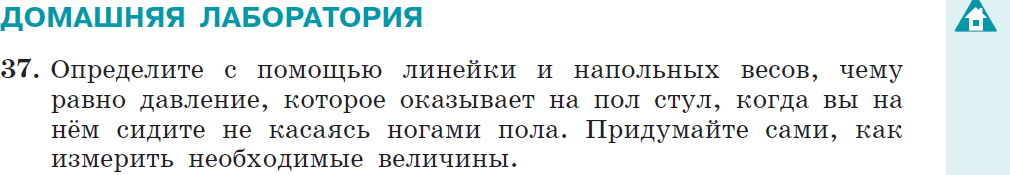 ДОМАШНЯЯ ЛАБОРАТОРИЯ
37. Определите с помощью линейки и напольных весов, чему
равно давление, которое оказывает на пол стул, когда вы на
нём сидите не касаясь ногами пола. Придумайте сами, как
измерить необходимые величины.